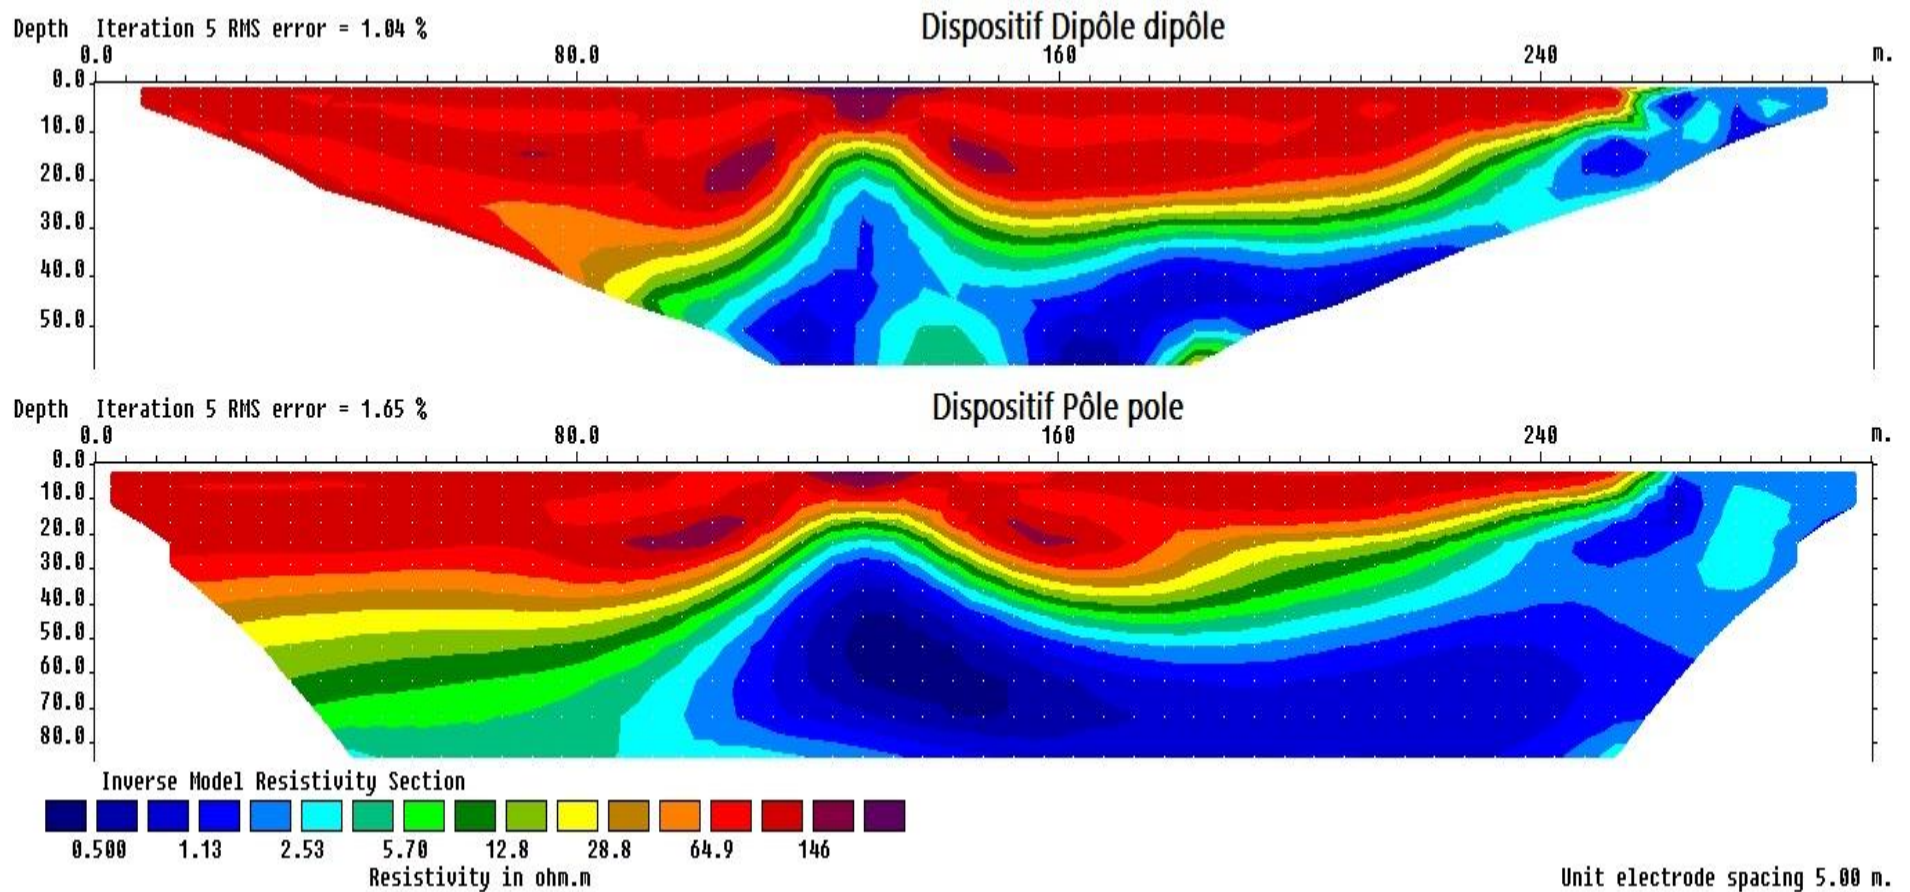 Dispositif Dipôle dipôle
Depth Iteration 5 RMS error = 1.04 %
0.0 80.0 160 240 m.
0.0
10.0
20.0
30.0
40.0
50.0
Dispositif Pôle pole
Depth Iteration 5 RMS error = 1.65 %
0.0 80.0 160 240 m.
0.0
10.0
20.0
30.0
40.0
50.0
60.0
70.0
80.0
Inverse Model Resistivity Section
0.500 1.13 2.53 5.70 12.8 28.8 64.9 146
Resistivity in ohm.m
Unit electrode spacing 5.00 m.